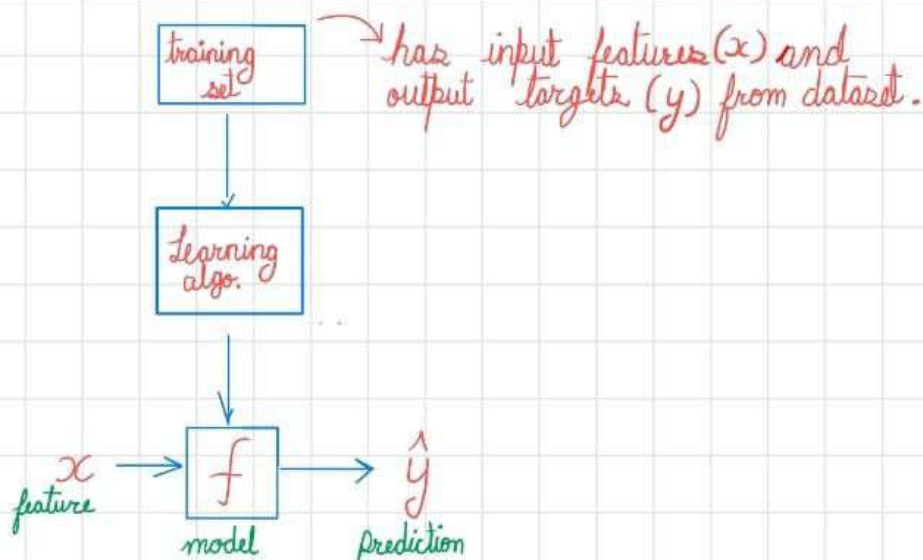 training
set
has input features (x) and
output targets (y) from dataset.
Learning
algo.
x
feature
f
model
ŷ
prediction